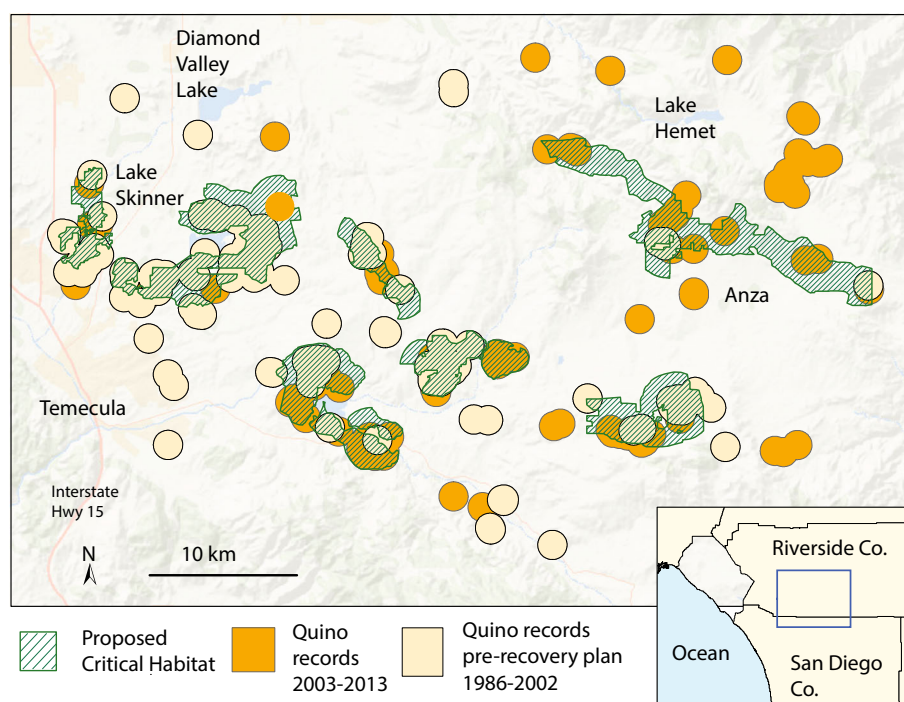 Diamond
Valley
Lake
Lake
Hemet
Lake
Skinner
Anza
Temecula
Interstate
Hwy 15
N
10 km
Riverside Co.
Ocean
San Diego
Co.
Proposed
Critical Habitat
Quino
records
2003-2013
Quino records
pre-recovery plan
1986-2002